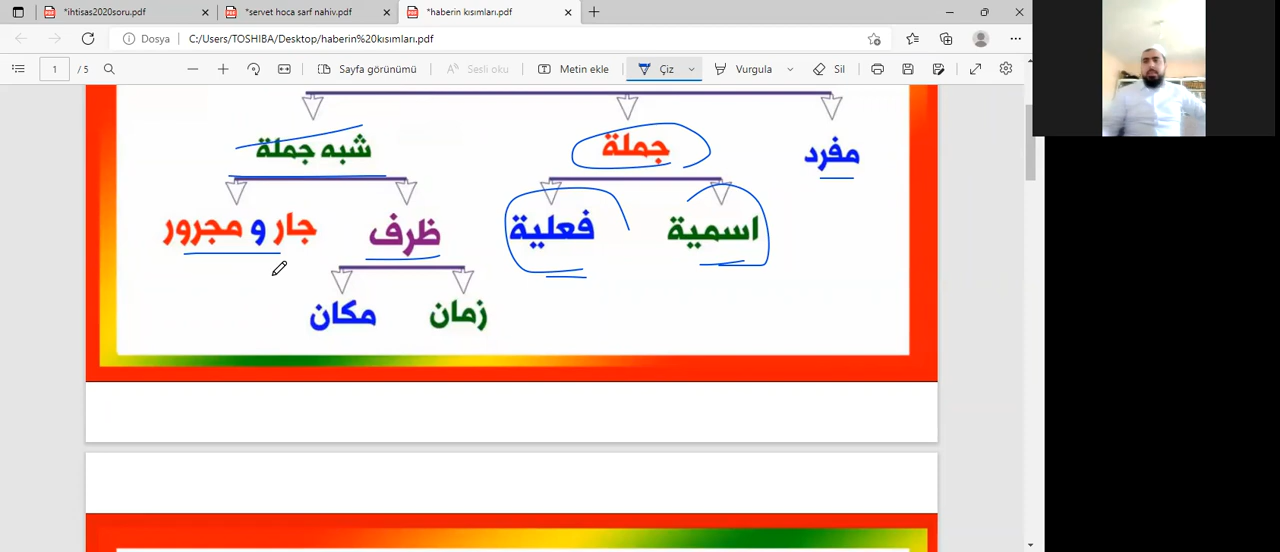 *ihtisas2020soru.pdf
*servet hoca sarf nahiv.pdf
*haberin kısımları.pdf
Dosya C:/Users/TOSHIBA/Desktop/haberin%20kısımları.pdf
1 /5 Sayfa görünümü Sesli oku Metin ekle Çiz Vurgula Sil
مفرد جملة شبه جملة
اسمية فعلية ظرف جار و مجرور
زمان مكان